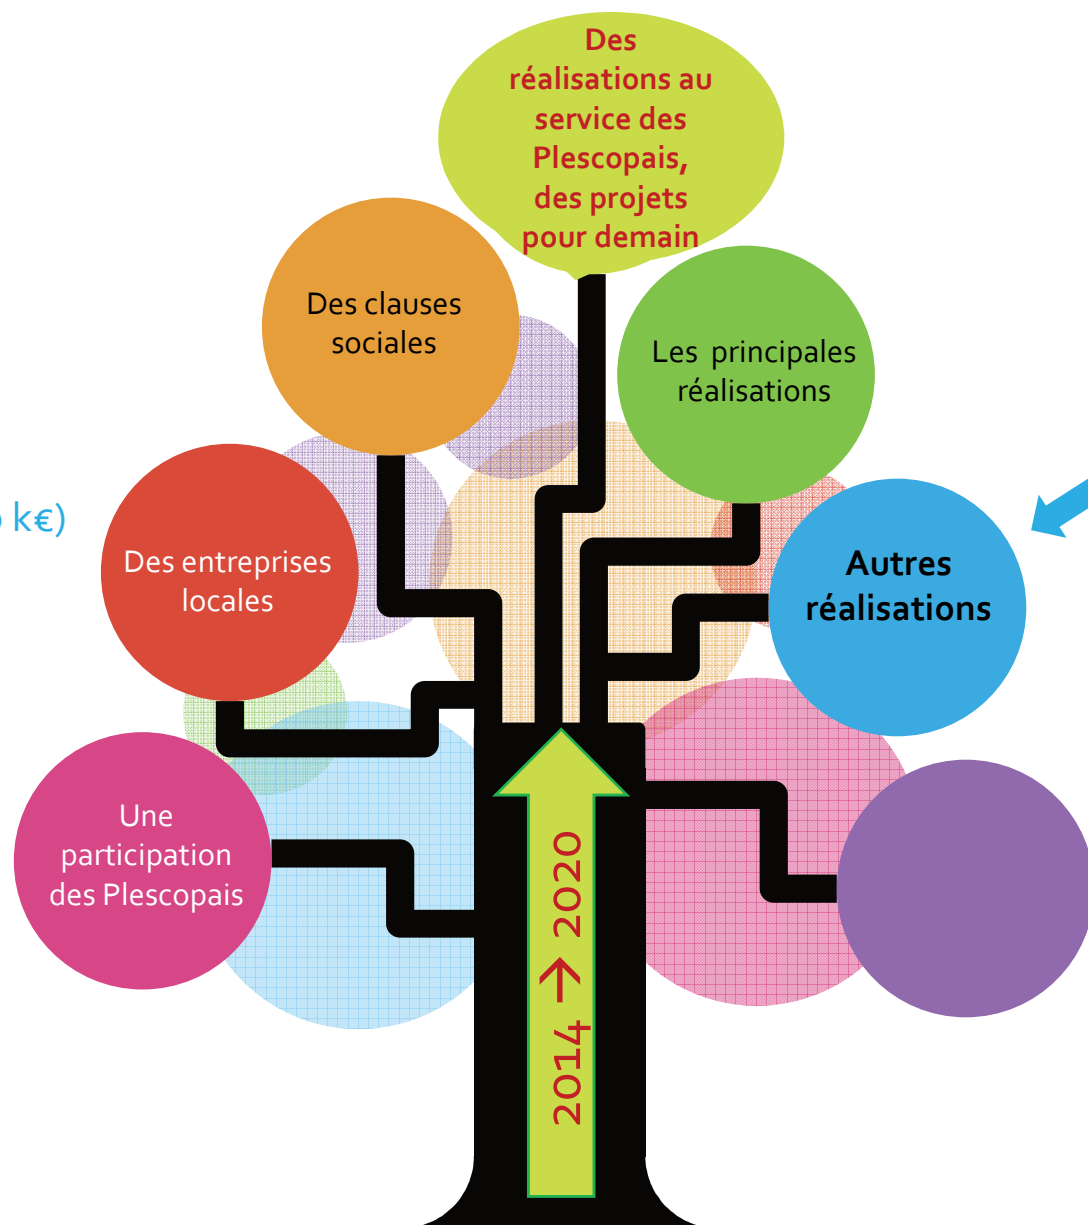 Des
réalisations au
service des
Plescopais,
des projets
pour demain
Des clauses
sociales
Les principales
réalisations
k€)
Des entreprises
locales
Autres
réalisations
Une
participation
des Plescopais
2014 → 2020